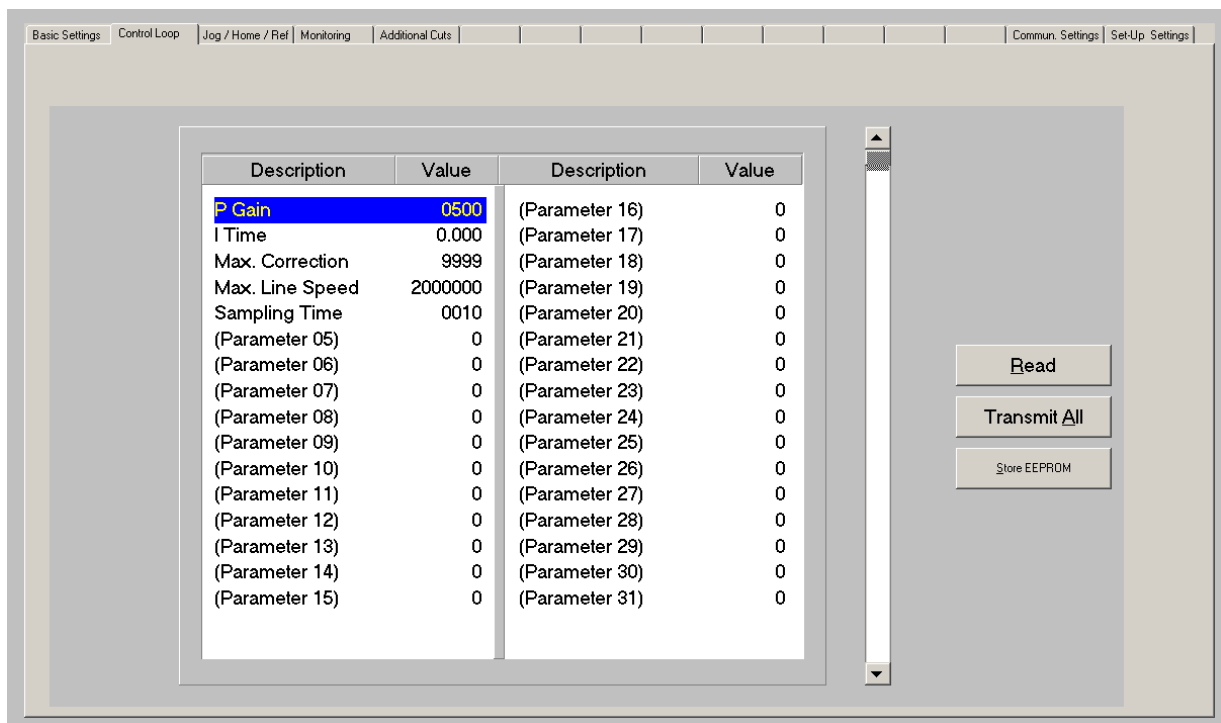 Basic Settings Control Loop Jog / Home / Ref Monitoring Additional Cuts Commun. Settings Set-Up Settings
Description Value Description Value
P Gain 0500 (Parameter 16) 0
I Time 0.000 (Parameter 17) 0
Max. Correction 9999 (Parameter 18) 0
Max. Line Speed 2000000 (Parameter 19) 0
Sampling Time 0010 (Parameter 20) 0
(Parameter 05) 0 (Parameter 21) 0
(Parameter 06) 0 (Parameter 22) 0
(Parameter 07) 0 (Parameter 23) 0
(Parameter 08) 0 (Parameter 24) 0
(Parameter 09) 0 (Parameter 25) 0
(Parameter 10) 0 (Parameter 26) 0
(Parameter 11) 0 (Parameter 27) 0
(Parameter 12) 0 (Parameter 28) 0
(Parameter 13) 0 (Parameter 29) 0
(Parameter 14) 0 (Parameter 30) 0
(Parameter 15) 0 (Parameter 31) 0
Read
Transmit All
Store EEPROM